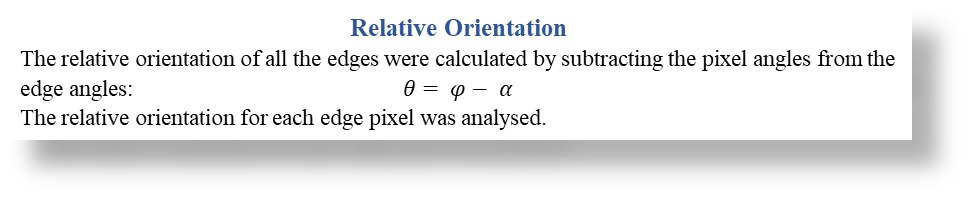 Relative Orientation
The relative orientation of all the edges were calculated by subtracting the pixel angles from the
edge angles: θ = φ − α
The relative orientation for each edge pixel was analysed.